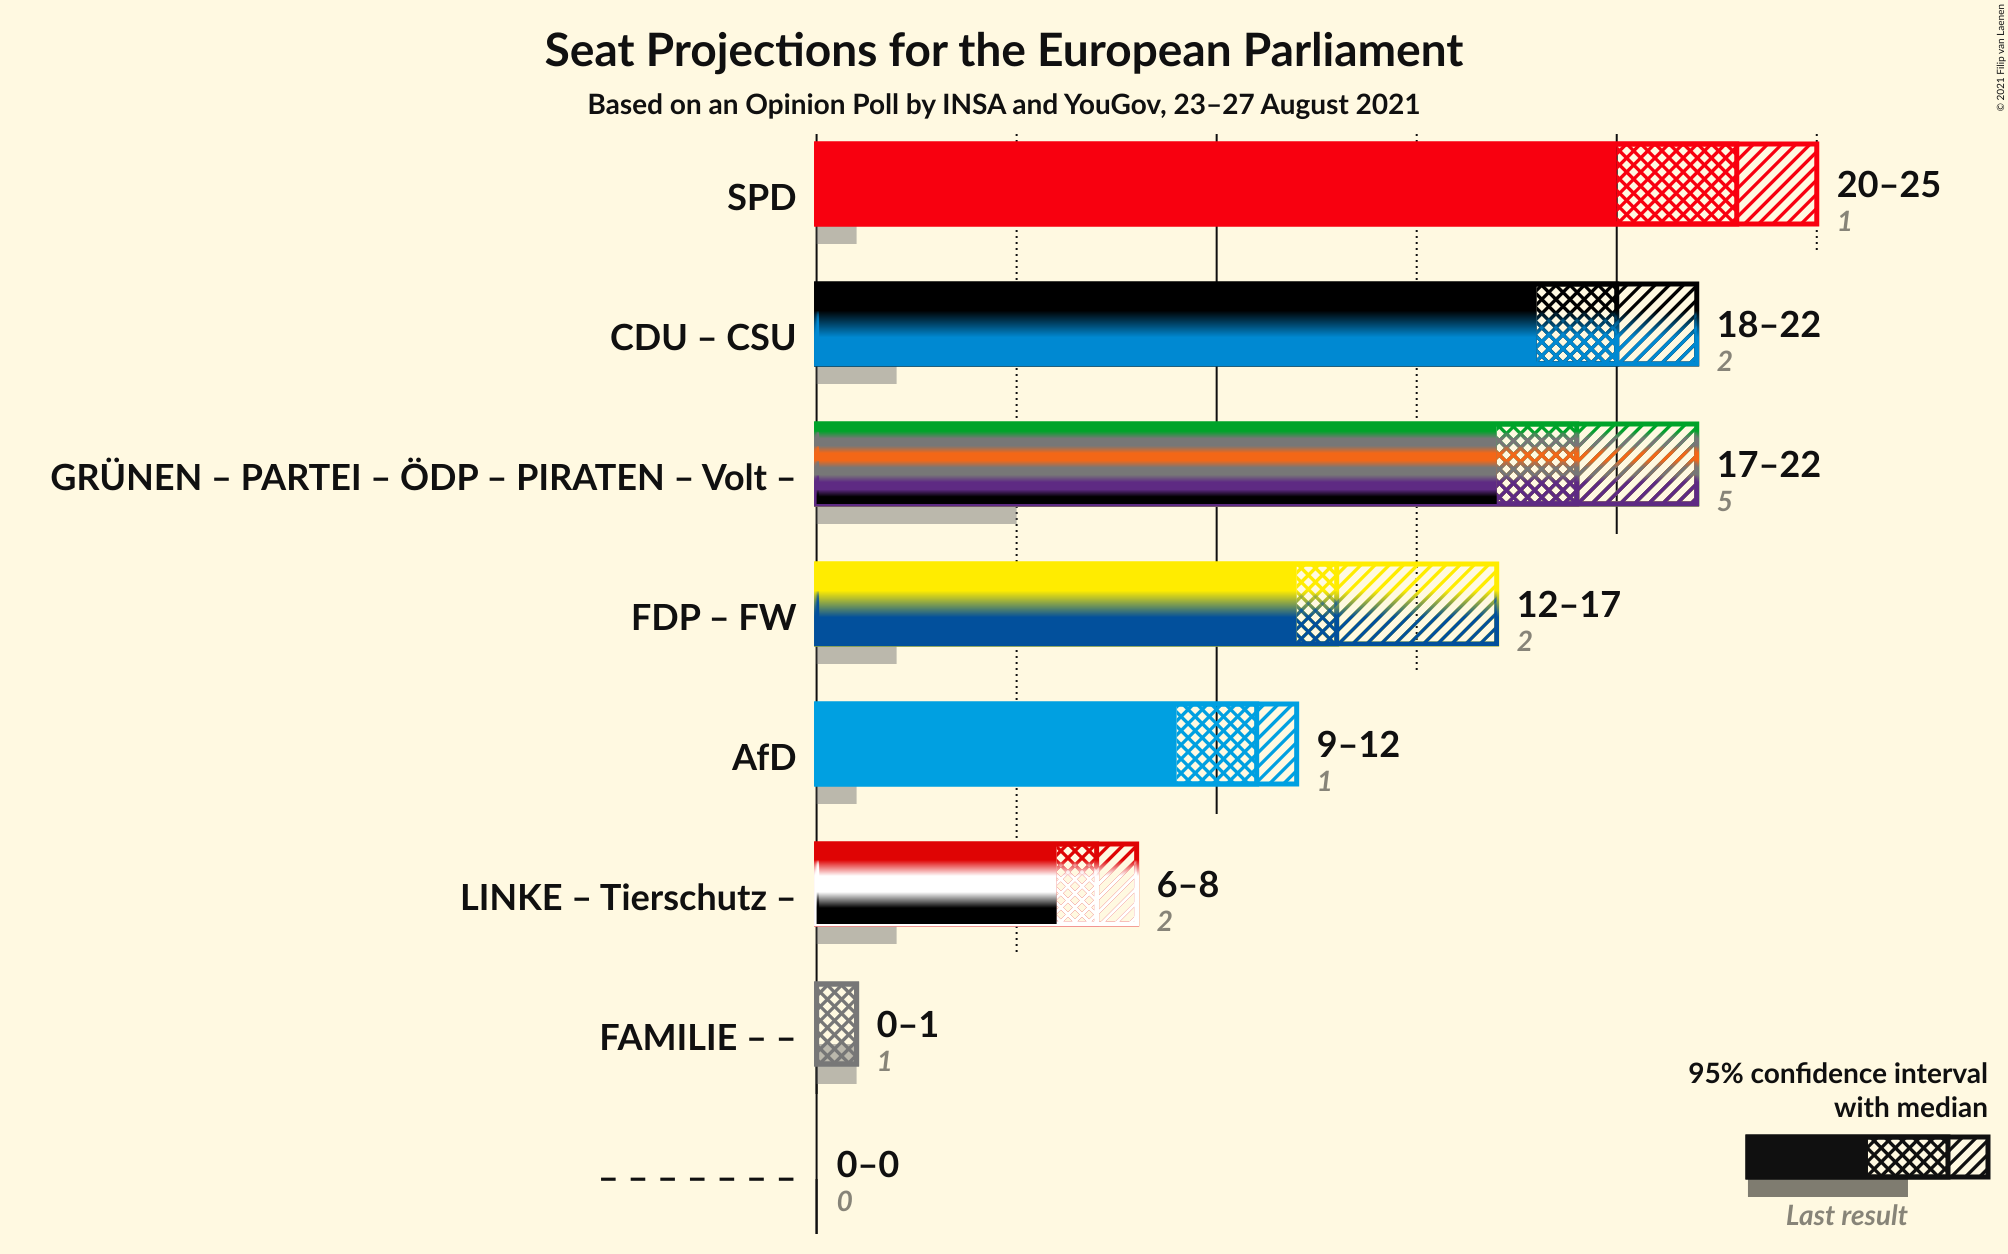 Seat Projections for the European Parliament
Based on an Opinion Poll by INSA and YouGov, 23–27 August 2021
© 2021 Filip van Laenen
SPD
20–25
1
CDU – CSU
18–22
2
GRÜNEN – PARTEI – ÖDP – PIRATEN – Volt –
17–22
5
FDP – FW
12–17
2
AfD
9–12
1
LINKE – Tierschutz –
6–8
2
FAMILIE – –
0–1
1
– – – – – – –
0–0
0
95% confidence interval
with median
Last result